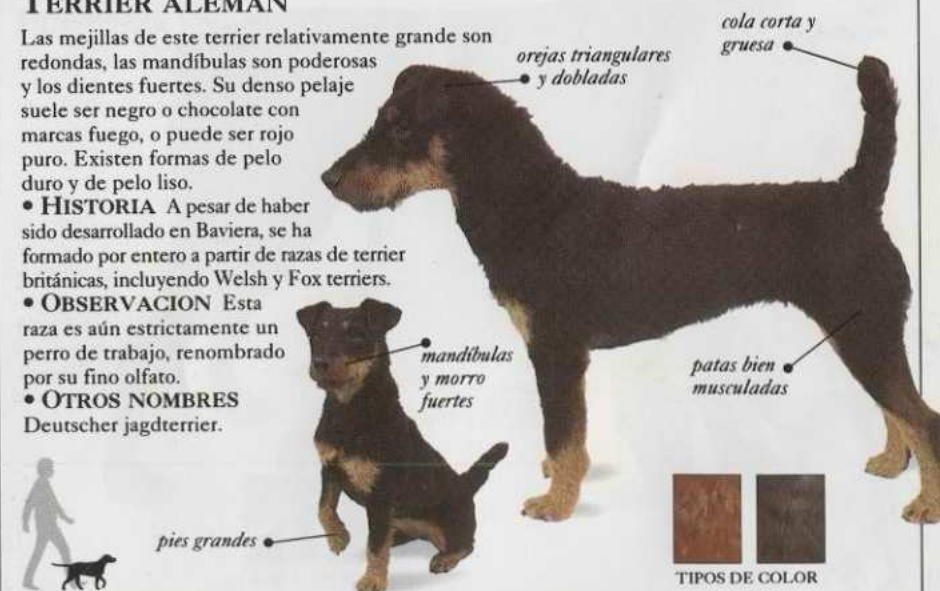 TERRIER ALEMÁN
Las mejillas de este terrier relativamente grande son
redondas, las mandíbulas son poderosas
y los dientes fuertes. Su denso pelaje
suele ser negro o chocolate con
marcas fuego, o puede ser rojo
puro. Existen formas de pelo
duro y de pelo liso.
• HISTORIA A pesar de haber
sido desarrollado en Baviera, se ha
formado por entero a partir de razas de terrier
británicas, incluyendo Welsh y Fox terriers.
• OBSERVACION Esta
raza es aún estrictamente un
perro de trabajo, renombrado
por su fino olfato.
• OTROS NOMBRES
Deutscher jagdterrier.
orejas triangulares
y dobladas
cola corta y
gruesa
mandíbulas
y morro
fuertes
patas bien
musculadas
pies grandes
TIPOS DE COLOR